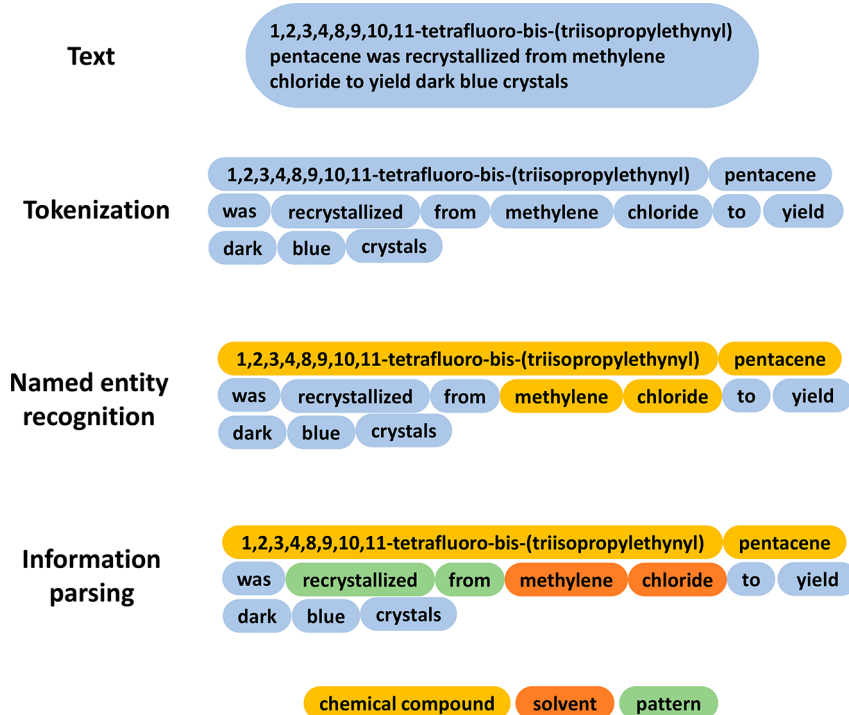 Text
1,2,3,4,8,9,10,11-tetrafluoro-bis-(triisopropylethynyl)
pentacene was recrystallized from methylene
chloride to yield dark blue crystals
Tokenization
1,2,3,4,8,9,10,11-tetrafluoro-bis-(triisopropylethynyl) pentacene
was recrystallized from methylene chloride to yield
dark blue crystals
Named entity
recognition
1,2,3,4,8,9,10,11-tetrafluoro-bis-(triisopropylethynyl) pentacene
was recrystallized from methylene chloride to yield
dark blue crystals
Information
parsing
1,2,3,4,8,9,10,11-tetrafluoro-bis-(triisopropylethynyl) pentacene
was recrystallized from methylene chloride to yield
dark blue crystals
chemical compound solvent pattern